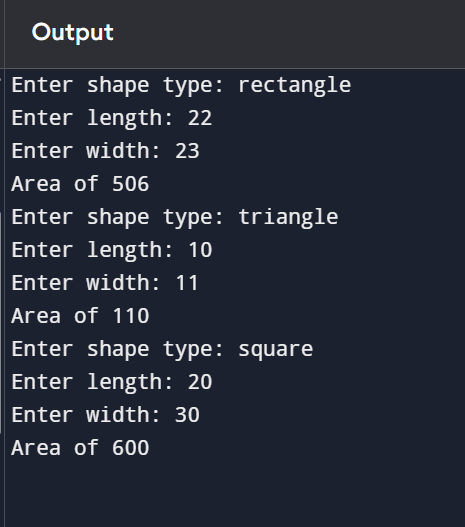 Output
Enter shape type: rectangle
Enter length: 22
Enter width: 23
Area of 506
Enter shape type: triangle
Enter length: 10
Enter width: 11
Area of 110
Enter shape type: square
Enter length: 20
Enter width: 30
Area of 600